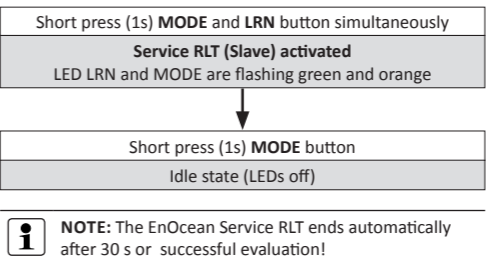 Short press (1s) MODE and LRN button simultaneously
Service RLT (Slave) activated
LED LRN and MODE are flashing green and orange
Short press (1s) MODE button
Idle state (LEDs off)
i NOTE: The EnOcean Service RLT ends automatically
after 30 s or successful evaluation!